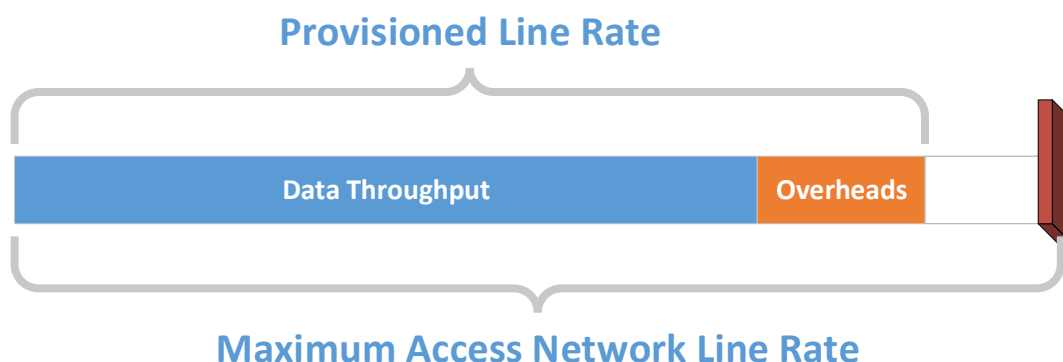 Provisioned Line Rate
Data Throughput
Overheads
Maximum Access Network Line Rate